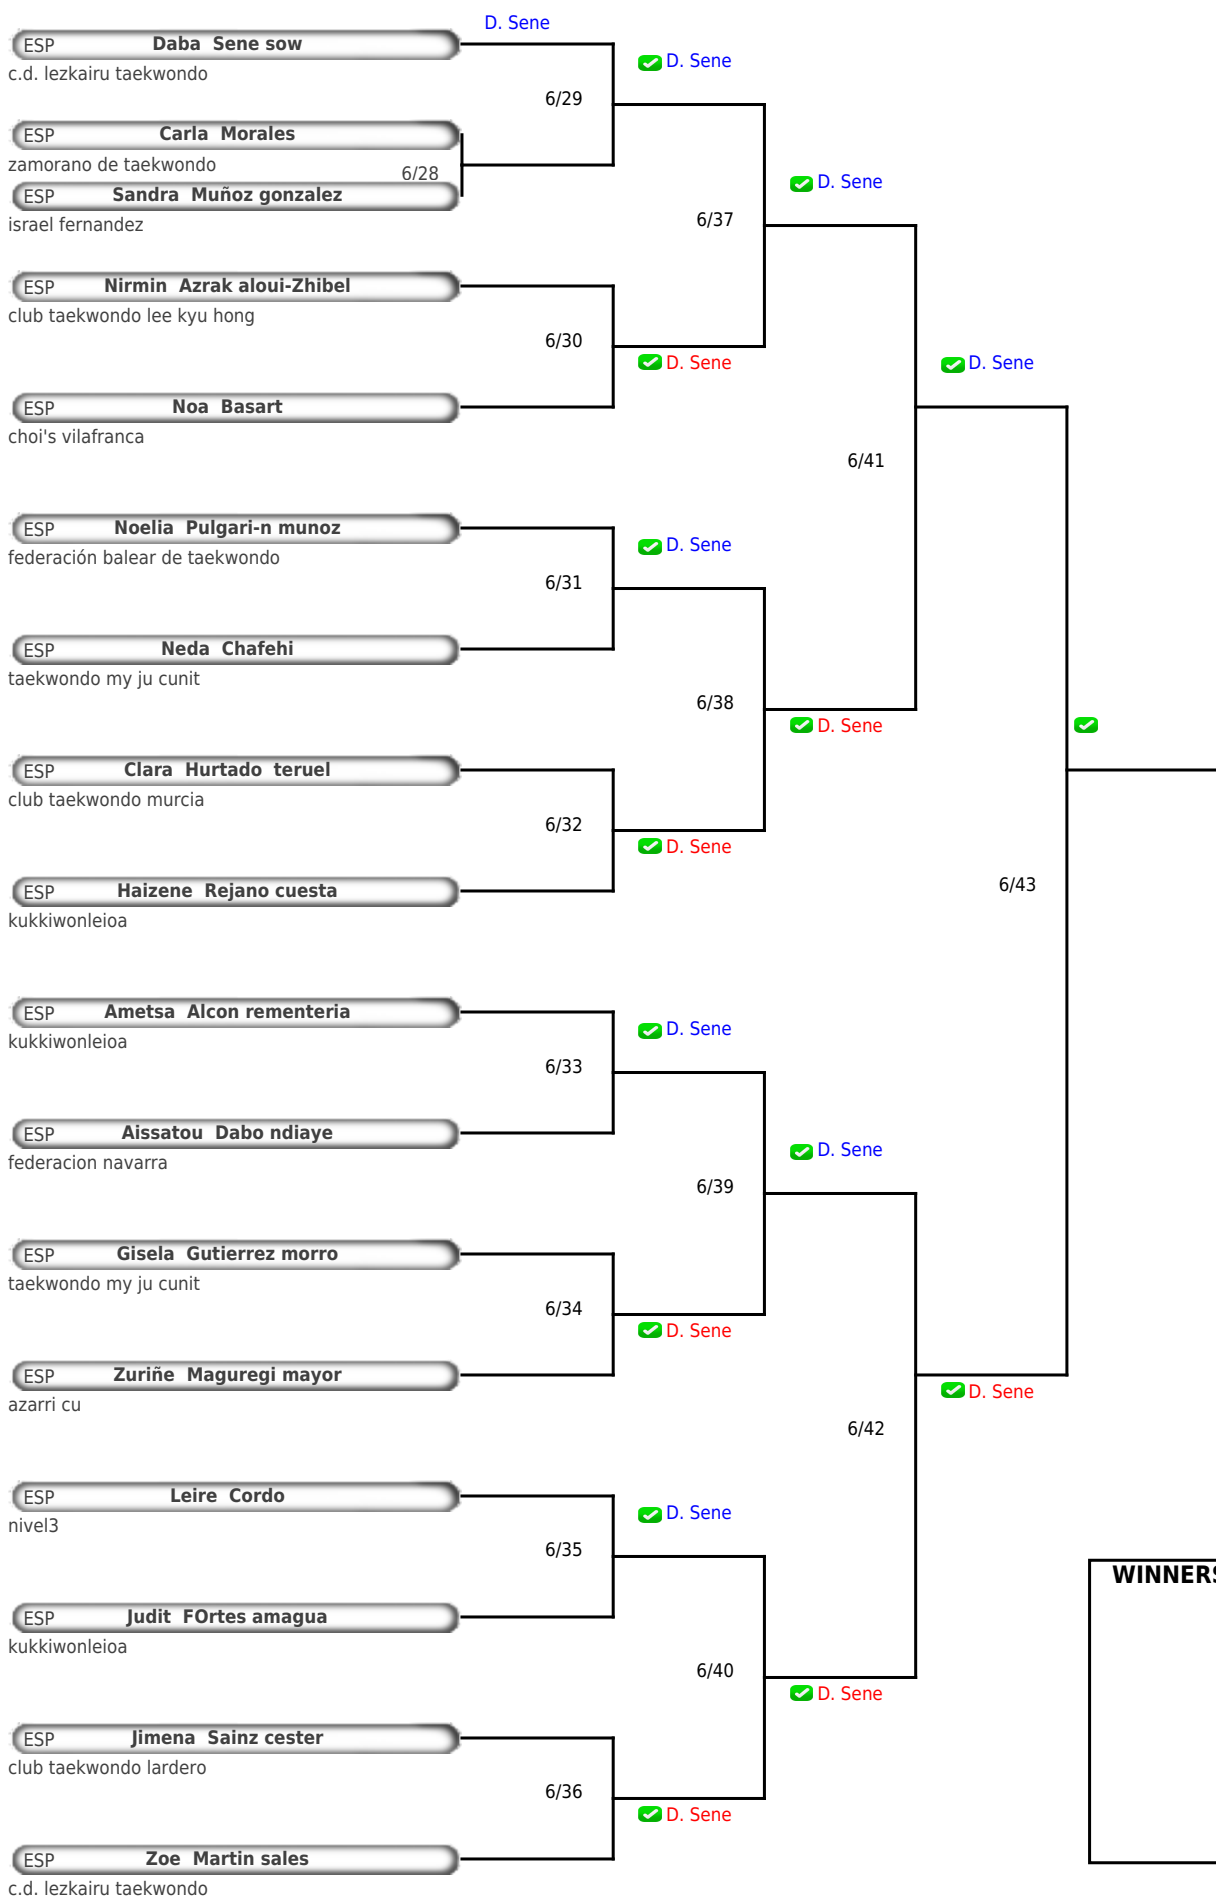 D. Sene
ESP Daba Sene sow
c.d. lezkairu taekwondo
D. Sene
6/29
ESP Carla Morales
zamorano de taekwondo
6/28
ESP Sandra Muñoz gonzalez
israel fernandez
D. Sene
6/37
ESP Nirmin Azrak aloui-Zhibel
club taekwondo lee kyu hong
6/30
D. Sene
D. Sene
ESP Noa Basart
choi's vilafranca
6/41
ESP Noelia Pulgari-n munoz
federación balear de taekwondo
D. Sene
6/31
ESP Neda Chafehi
taekwondo my ju cunit
6/38
D. Sene
ESP Clara Hurtado teruel
club taekwondo murcia
6/32
D. Sene
ESP Haizene Rejano cuesta
kukkiwonleioa
6/43
ESP Ametsa Alcon rementeria
kukkiwonleioa
D. Sene
6/33
ESP Aissatou Dabo ndiaye
federacion navarra
D. Sene
6/39
ESP Gisela Gutierrez morro
taekwondo my ju cunit
6/34
D. Sene
ESP Zuriñe Maguregi mayor
azarri cu
D. Sene
6/42
ESP Leire Cordo
nivel3
D. Sene
6/35
WINNERS
ESP Judit FOrtes amagua
kukkiwonleioa
6/40
D. Sene
ESP Jimena Sainz cester
club taekwondo lardero
6/36
D. Sene
ESP Zoe Martin sales
c.d. lezkairu taekwondo